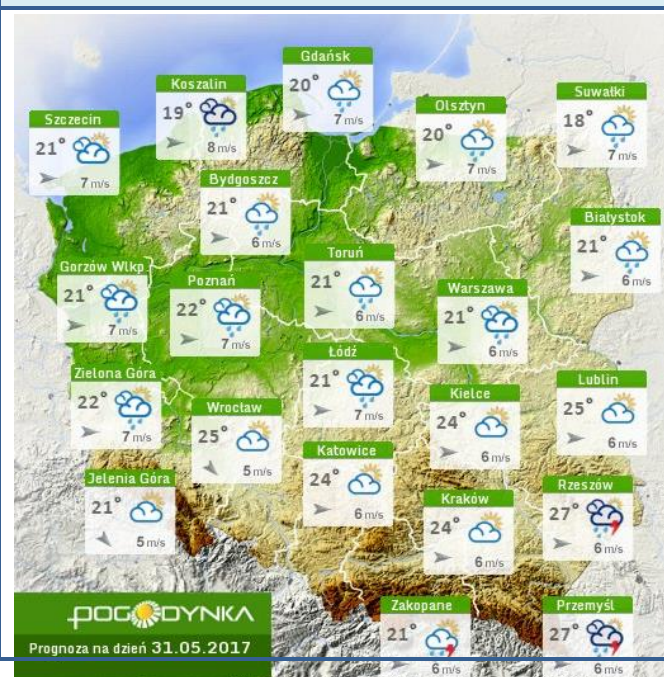 Gdańsk
20°
7 m/s
Koszalin
19°
8 m/s
Suwałki
18°
7 m/s
Olsztyn
20°
7 m/s
Szczecin
21°
7 m/s
Bydgoszcz
21°
6 m/s
Białystok
21°
6 m/s
Toruń
21°
6 m/s
Gorzów Wlkp
21°
7 m/s
Poznań
22°
7 m/s
Warszawa
21°
6 m/s
Łódź
21°
7 m/s
Zielona Góra
22°
7 m/s
Lublin
25°
6 m/s
Kielce
24°
6 m/s
Wrocław
25°
5 m/s
Katowice
24°
6 m/s
Jelenia Góra
21°
5 m/s
Rzeszów
27°
6 m/s
Kraków
24°
6 m/s
Zakopane
21°
6 m/s
Przemyśl
27°
6 m/s
POGODYNKA
Prognoza na dzień 31.05.2017